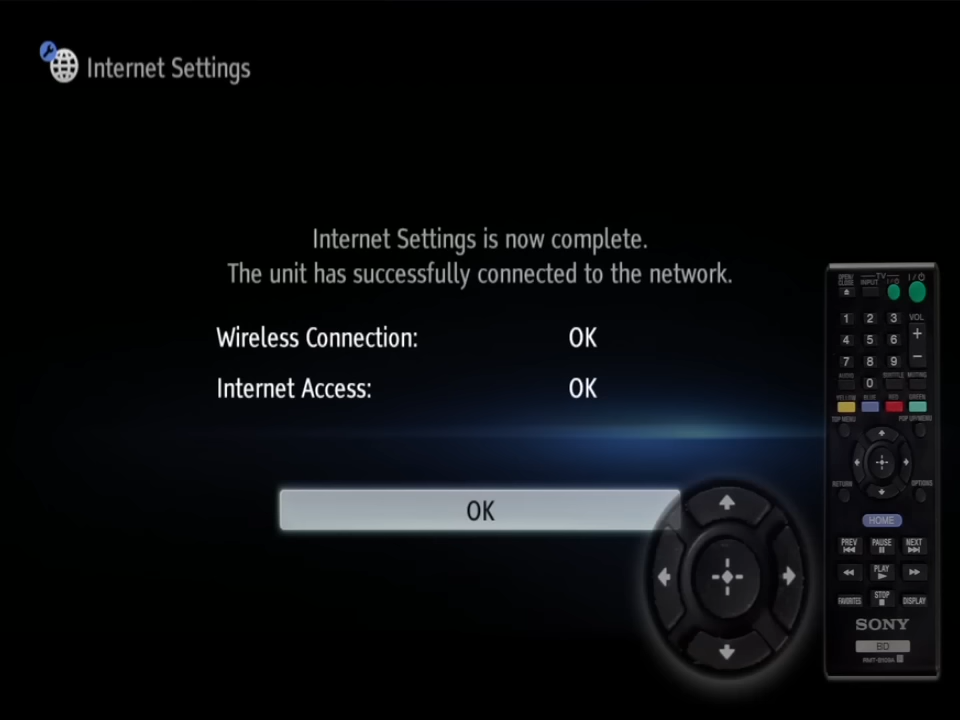 Internet Settings
Internet Settings is now complete.
The unit has successfully connected to the network.
Wireless Connection: OK
Internet Access: OK
OK
OPEN/CLOSE
TV
INPUT
I/⏻
I/⏻
1 2 3 VOL
4 5 6 +
7 8 9 −
AUDIO 0 SUBTITLE MUTING
YELLOW BLUE RED GREEN
TOP MENU POP UP/MENU
RETURN OPTIONS
HOME
PREV PAUSE NEXT
PLAY
FAVORITES STOP DISPLAY
SONY
BD